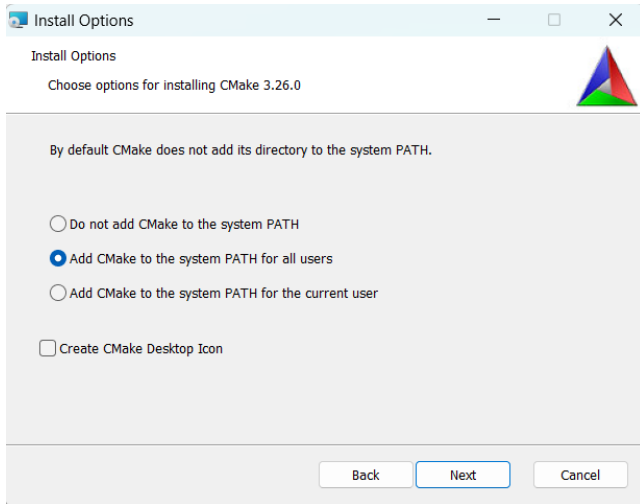 Install Options
Install Options
Choose options for installing CMake 3.26.0
By default CMake does not add its directory to the system PATH.
Do not add CMake to the system PATH
Add CMake to the system PATH for all users
Add CMake to the system PATH for the current user
Create CMake Desktop Icon
Back Next Cancel